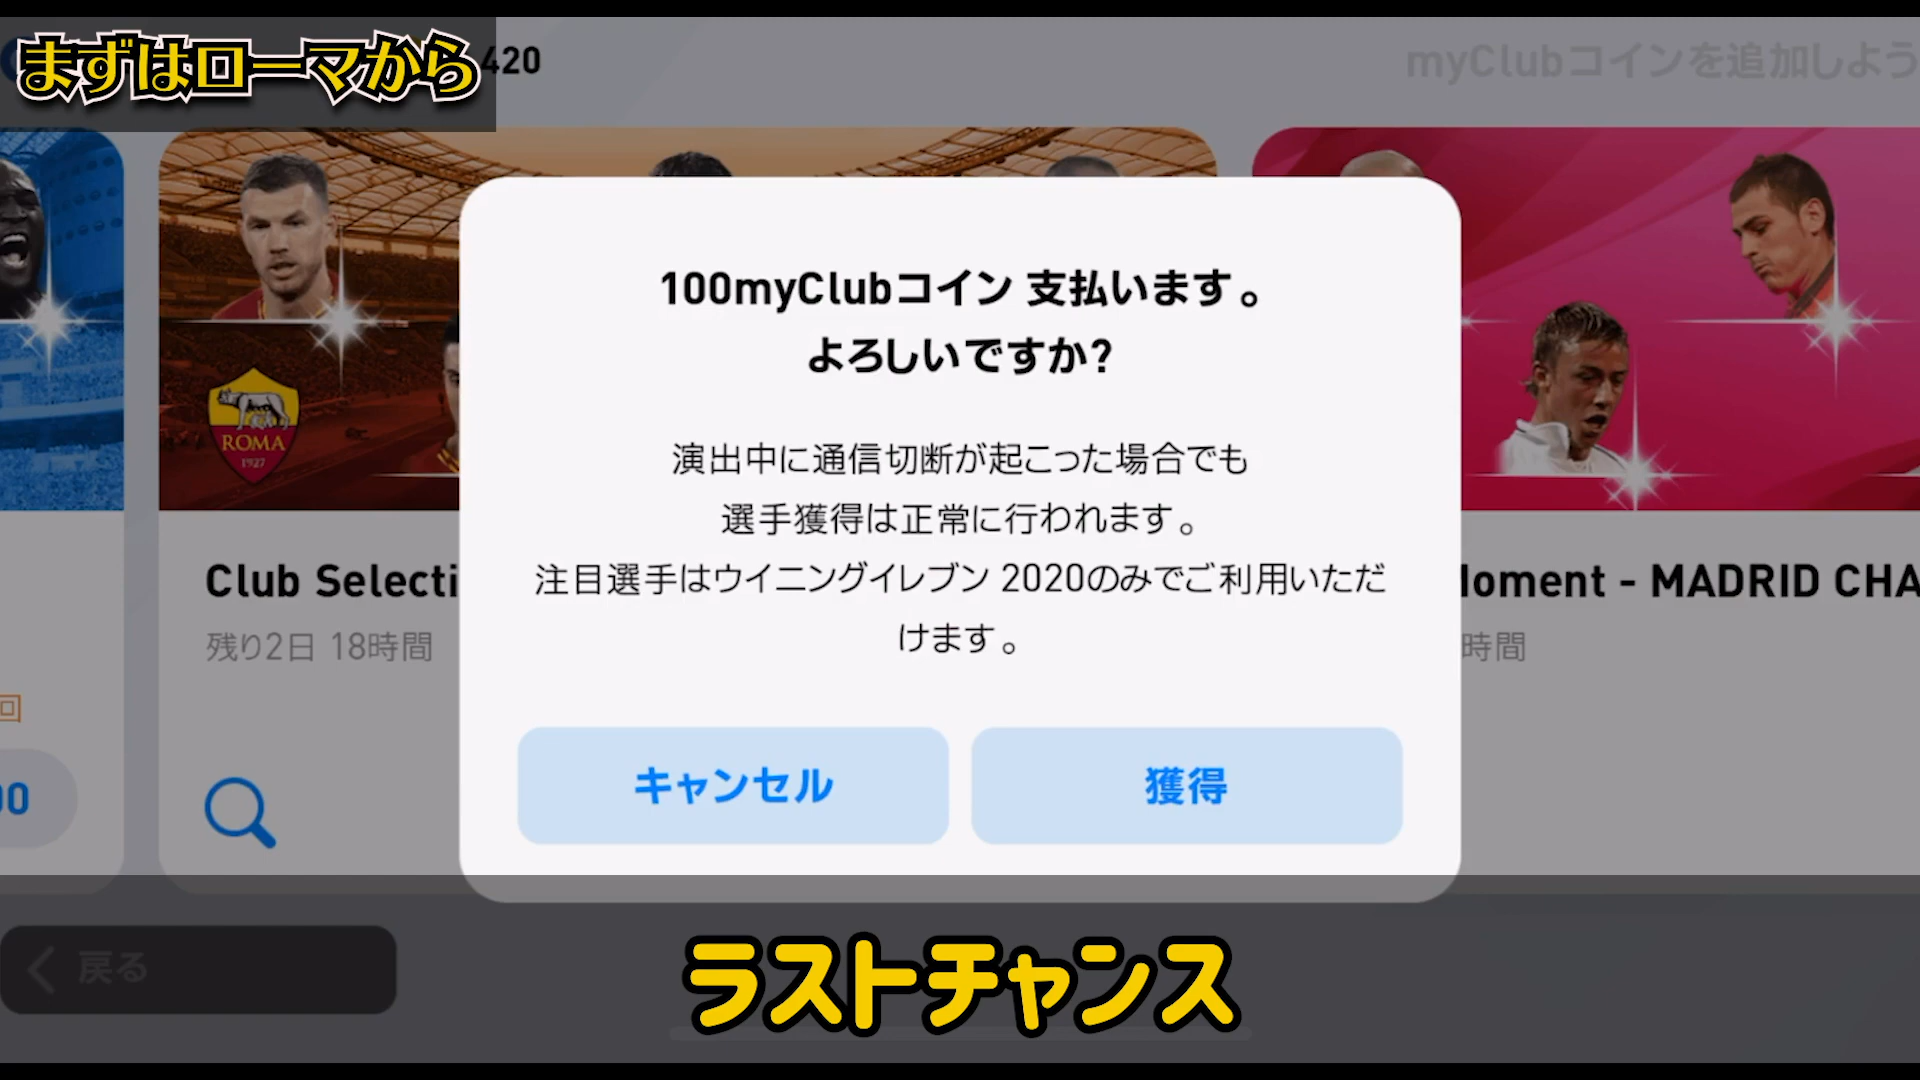 まずはローマから
420
myClubコインを追加しよう
100myClubコイン 支払います。
よろしいですか?
演出中に通信切断が起こった場合でも
選手獲得は正常に行われます。
注目選手はウイニングイレブン 2020のみでご利用いただ
けます。
キャンセル
獲得
ROMA
1927
Club Selecti
残り2日 18時間
回
00
oment - MADRID CHA
時間
戻る
ラストチャンス